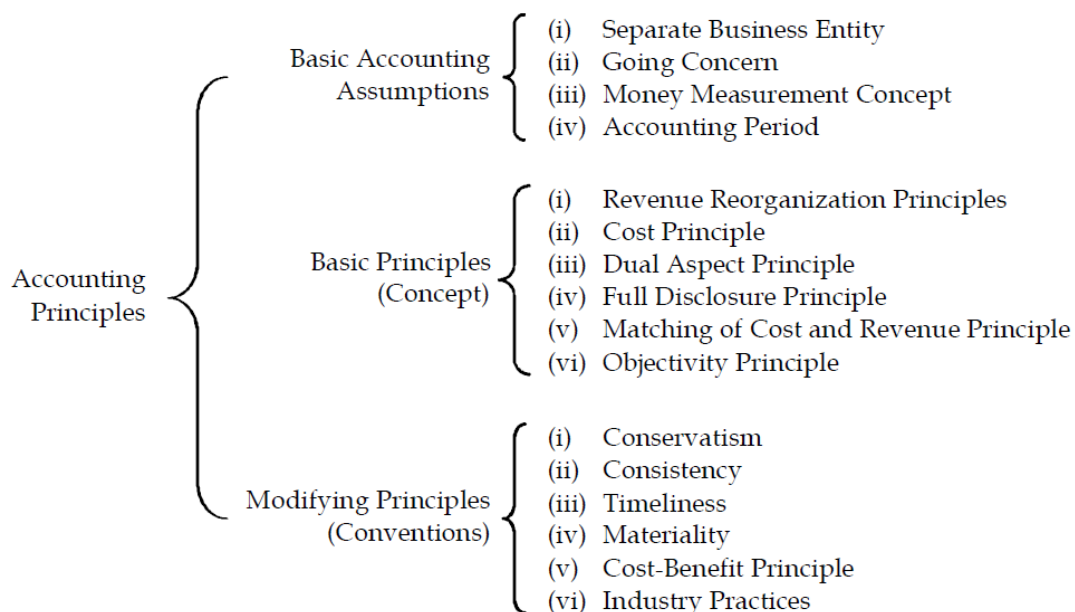 Basic Accounting
Assumptions
(i) Separate Business Entity
(ii) Going Concern
(iii) Money Measurement Concept
(iv) Accounting Period
Accounting
Principles
Basic Principles
(Concept)
(i) Revenue Reorganization Principles
(ii) Cost Principle
(iii) Dual Aspect Principle
(iv) Full Disclosure Principle
(v) Matching of Cost and Revenue Principle
(vi) Objectivity Principle
Modifying Principles
(Conventions)
(i) Conservatism
(ii) Consistency
(iii) Timeliness
(iv) Materiality
(v) Cost-Benefit Principle
(vi) Industry Practices